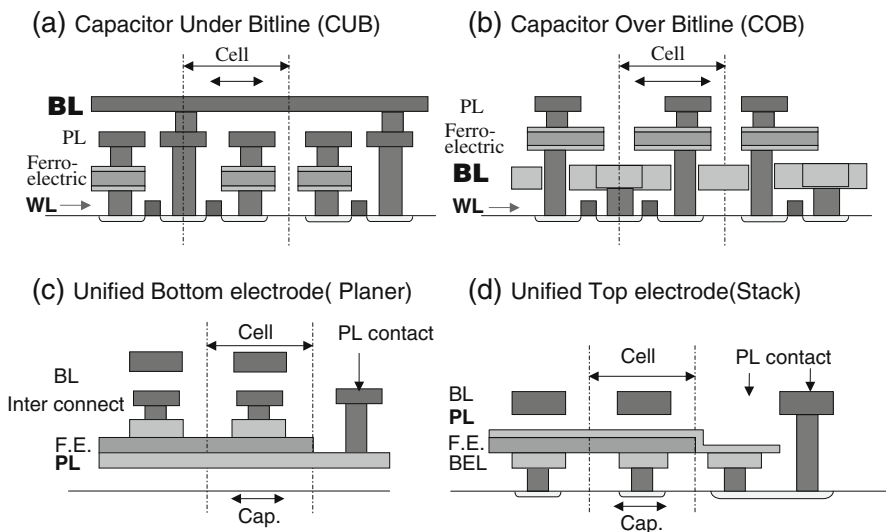 (a) Capacitor Under Bitline (CUB)
Cell
BL
PL
Ferro-
electric
WL
(b) Capacitor Over Bitline (COB)
Cell
PL
Ferro-
electric
BL
WL
(c) Unified Bottom electrode( Planer)
Cell
PL contact
BL
Inter connect
F.E.
PL
Cap.
(d) Unified Top electrode(Stack)
Cell
PL contact
BL
PL
F.E.
BEL
Cap.